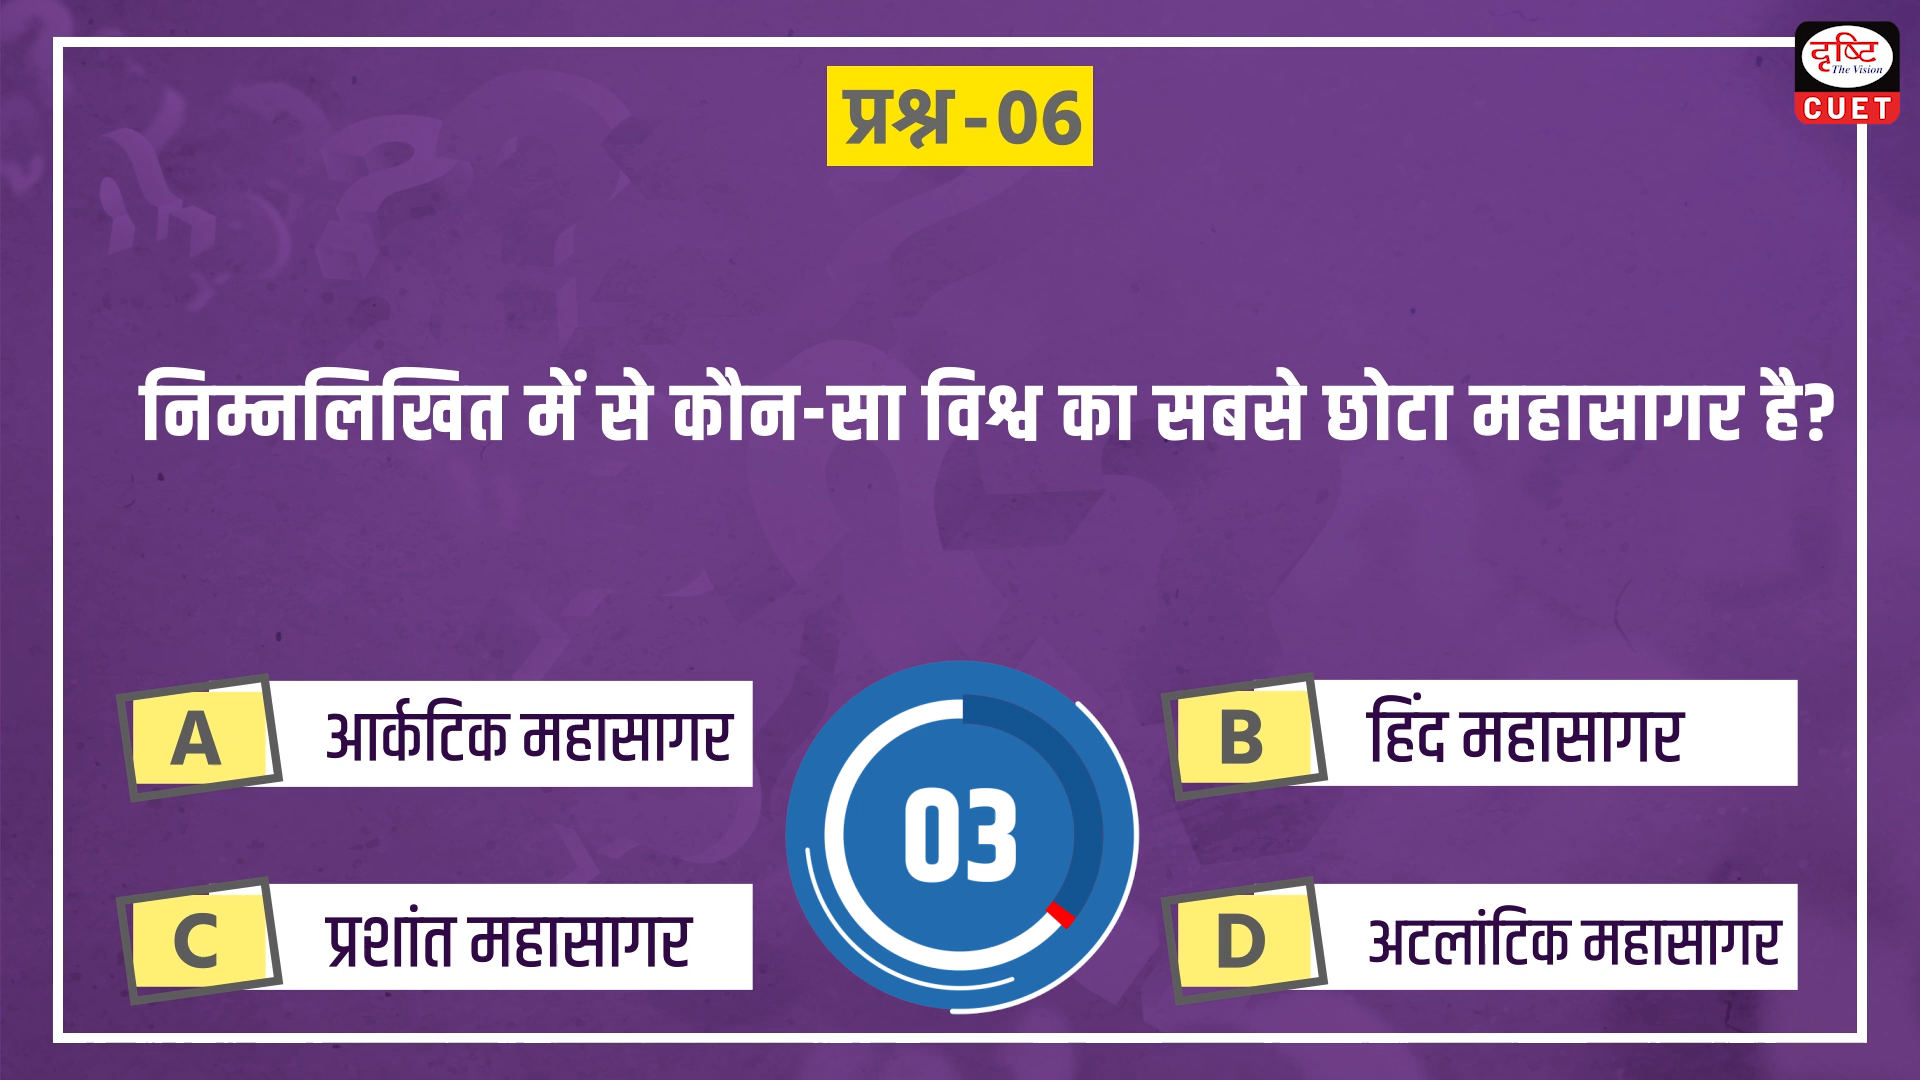 दृष्टि
The Vision
CUET
प्रश्न-06
निम्नलिखित में से कौन-सा विश्व का सबसे छोटा महासागर है?
A आर्कटिक महासागर
B हिंद महासागर
03
C प्रशांत महासागर
D अटलांटिक महासागर